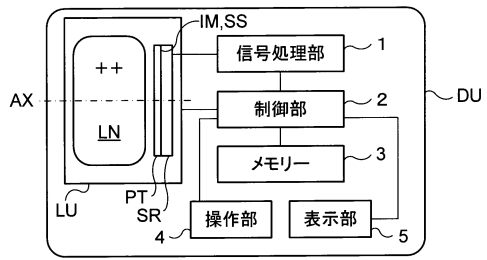 IM,SS
信号処理部
1
++
AX
制御部
2
DU
LN
メモリー
3
PT
LU
SR
4
操作部
表示部
5